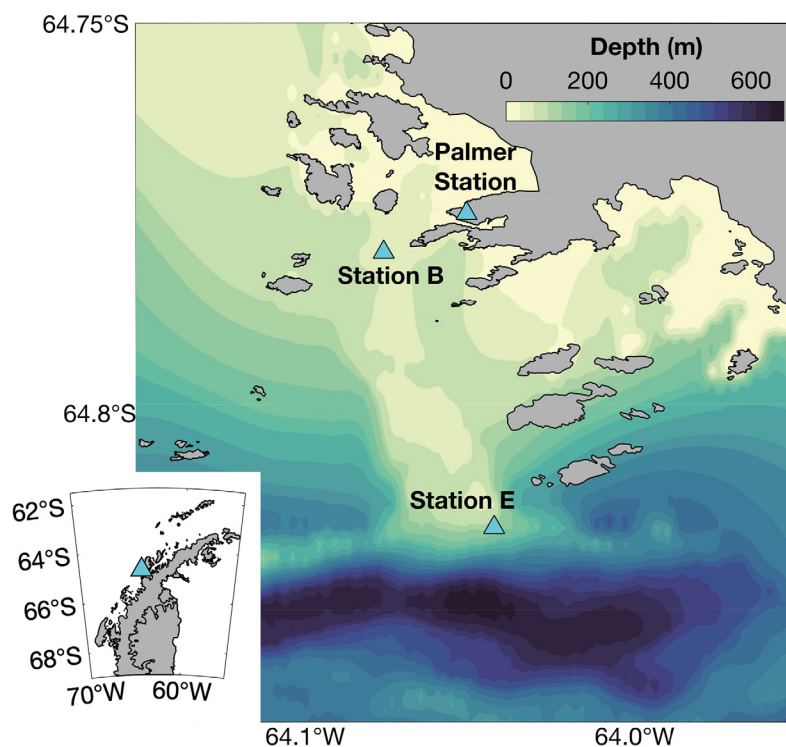 64.75°S
Depth (m)
0 200 400 600
Palmer
Station
Station B
64.8°S
Station E
62°S
64°S
66°S
68°S
70°W 60°W
64.1°W 64.0°W